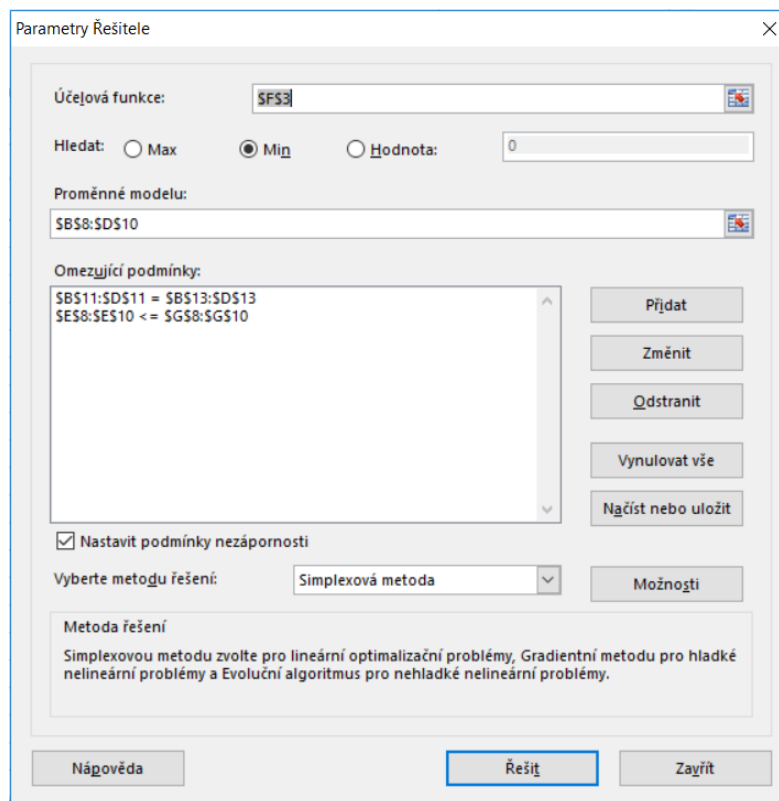 Parametry Řešitele
Účelová funkce: $F$3
Hledat: Max Min Hodnota: 0
Proměnné modelu:
$B$8:$D$10
Omezující podmínky:
$B$11:$D$11 = $B$13:$D$13
$E$8:$E$10 <= $G$8:$G$10
Přidat
Změnit
Odstranit
Vynulovat vše
Načíst nebo uložit
Nastavit podmínky nezápornosti
Vyberte metodu řešení: Simplexová metoda Možnosti
Metoda řešení
Simplexovou metodu zvolte pro lineární optimalizační problémy, Gradientní metodu pro hladké
nelineární problémy a Evoluční algoritmus pro nehladké nelineární problémy.
Nápověda Řešit Zavřít